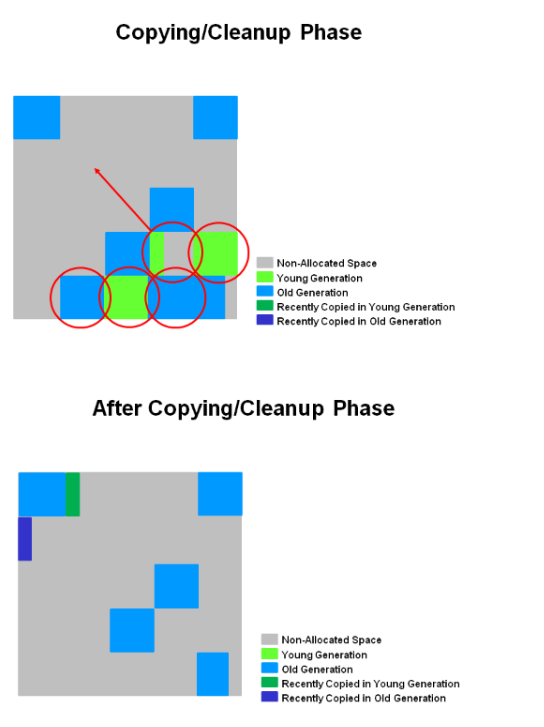 Copying/Cleanup Phase
Non-Allocated Space
Young Generation
Old Generation
Recently Copied in Young Generation
Recently Copied in Old Generation
After Copying/Cleanup Phase
Non-Allocated Space
Young Generation
Old Generation
Recently Copied in Young Generation
Recently Copied in Old Generation